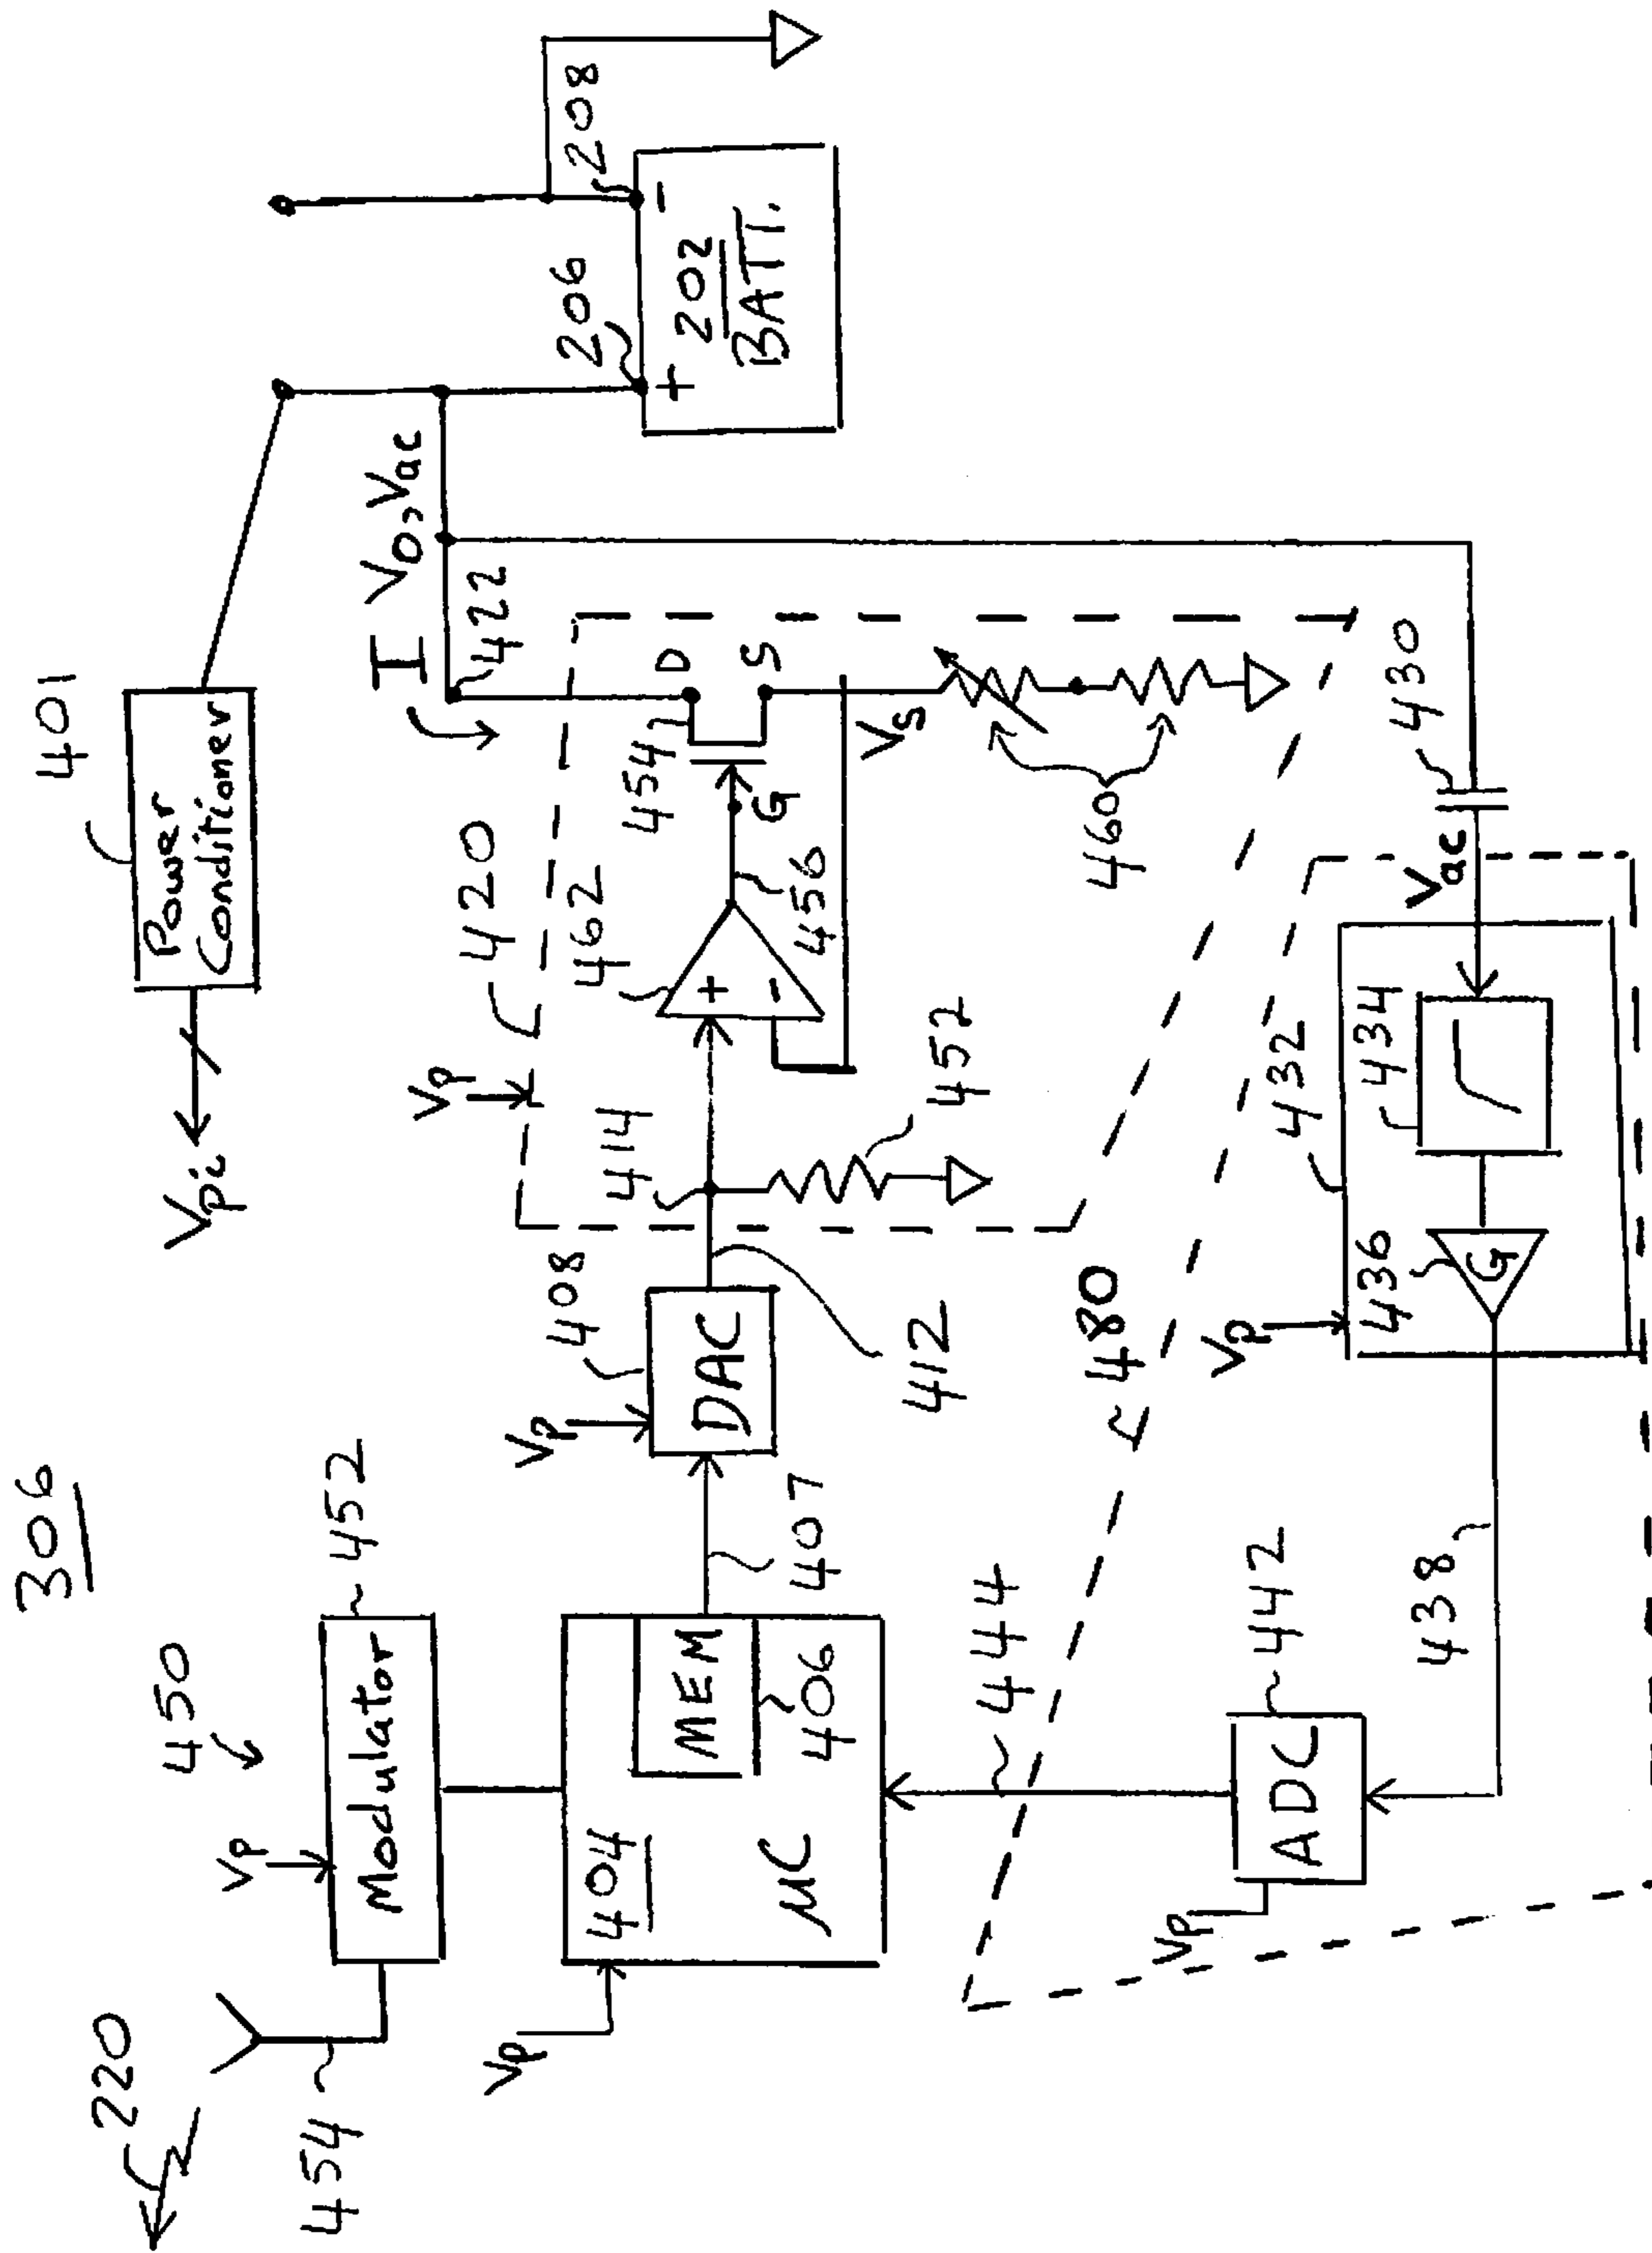 306
220
454
450
452
Vp
Modulator
Vp
404
μC
MEM
406
407
Vp
DAC
408
412
414
452
Vp
420
462
+
-
456
454
G
D
S
Vs
460
I
422
Vo, Vac
Vpi
Power
Conditioner
401
206
208
+
-
202
BATT.
430
Vac
432
434
436
G
Vp
438
480
444
442
ADC
Vp